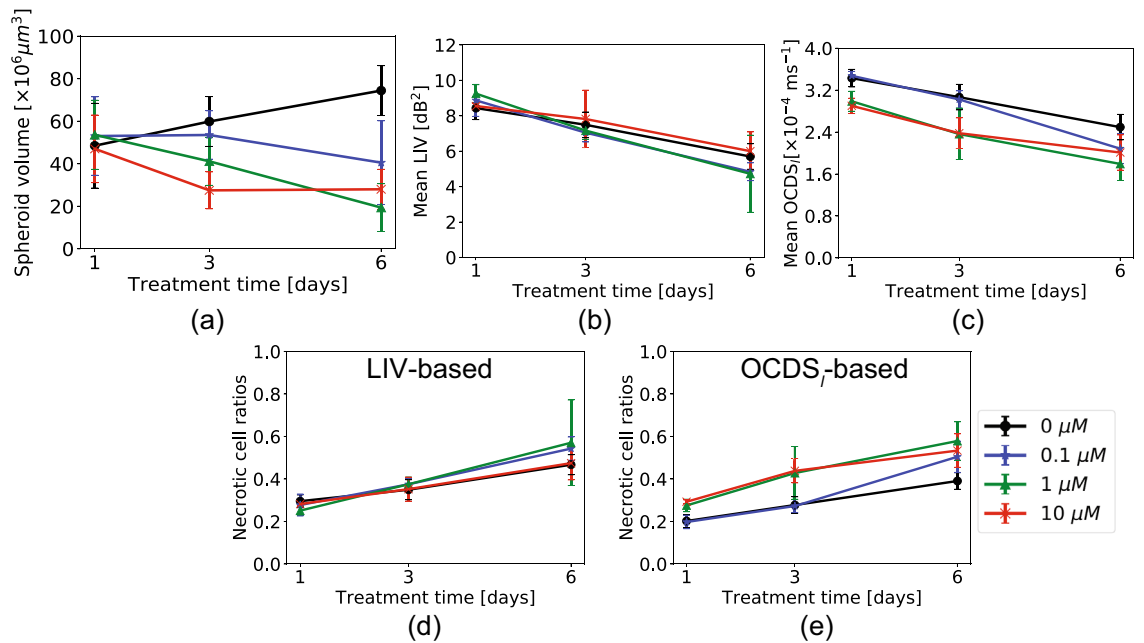 Spheroid volume [×10⁶μm³]
100
80
60
40
20
0
1
3
6
Treatment time [days]
(a)
Mean LIV [dB²]
12
10
8
6
4
2
0
1
3
6
Treatment time [days]
(b)
Mean OCDSₗ[×10⁻⁴ ms⁻¹]
4.0
3.2
2.4
1.6
0.8
0.0
1
3
6
Treatment time [days]
(c)
LIV-based
Necrotic cell ratios
1.0
0.8
0.6
0.4
0.2
0.0
1
3
6
Treatment time [days]
(d)
OCDSₗ-based
Necrotic cell ratios
1.0
0.8
0.6
0.4
0.2
0.0
1
3
6
Treatment time [days]
(e)
0 μM
0.1 μM
1 μM
10 μM